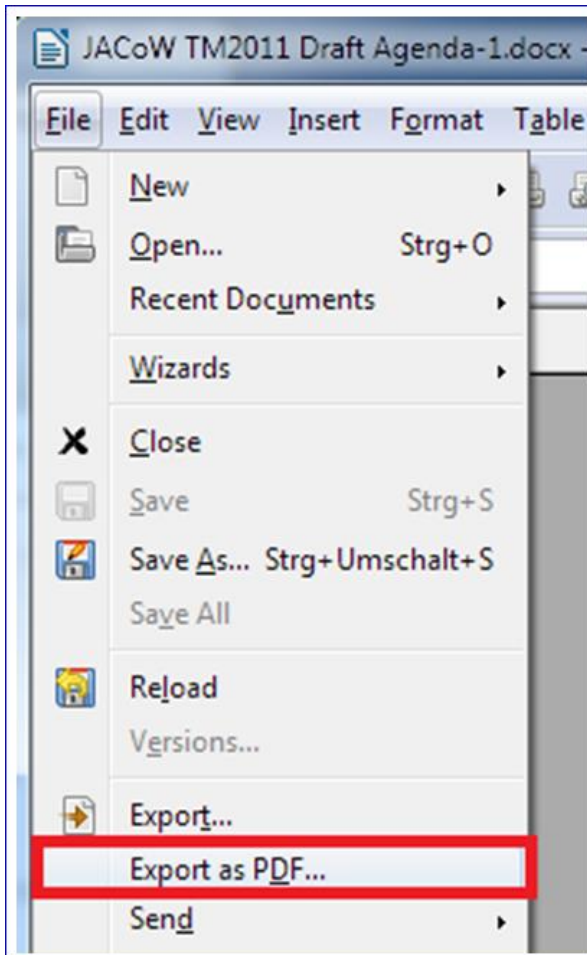 JACoW TM2011 Draft Agenda-1.docx -
File Edit View Insert Format Table
New
Open... Strg+O
Recent Documents
Wizards
Close
Save Strg+S
Save As... Strg+Umschalt+S
Save All
Reload
Versions...
Export...
Export as PDF...
Send